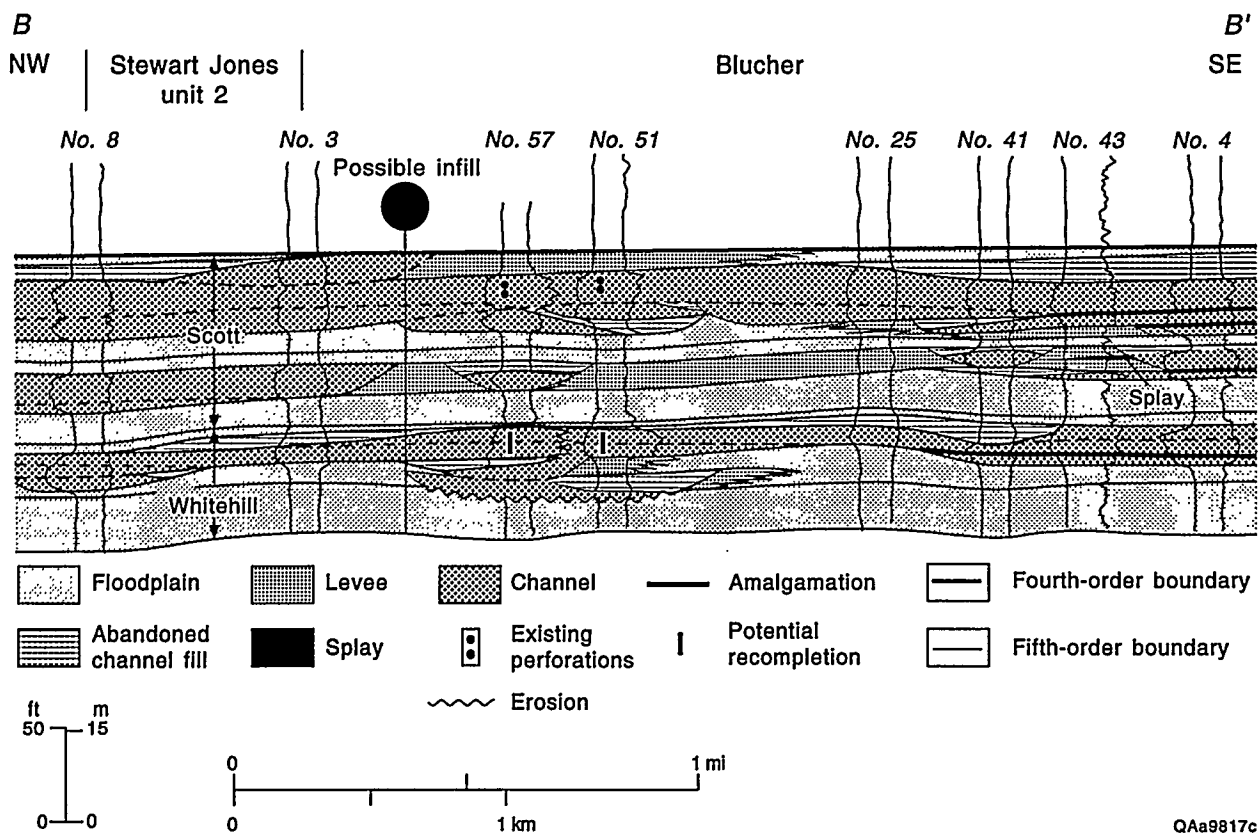 B B'
NW Stewart Jones Blucher SE
unit 2
No. 8 No. 3 No. 57 No. 51 No. 25 No. 41 No. 43 No. 4
Possible infill
Scott
Splay
Whitehill
Floodplain Levee Channel Amalgamation Fourth-order boundary
Abandoned
channel fill
Splay
Existing
perforations
Potential
recompletion
Fifth-order boundary
Erosion
ft m
50 15
0 0
0 1 mi
0 1 km
QAa9817c